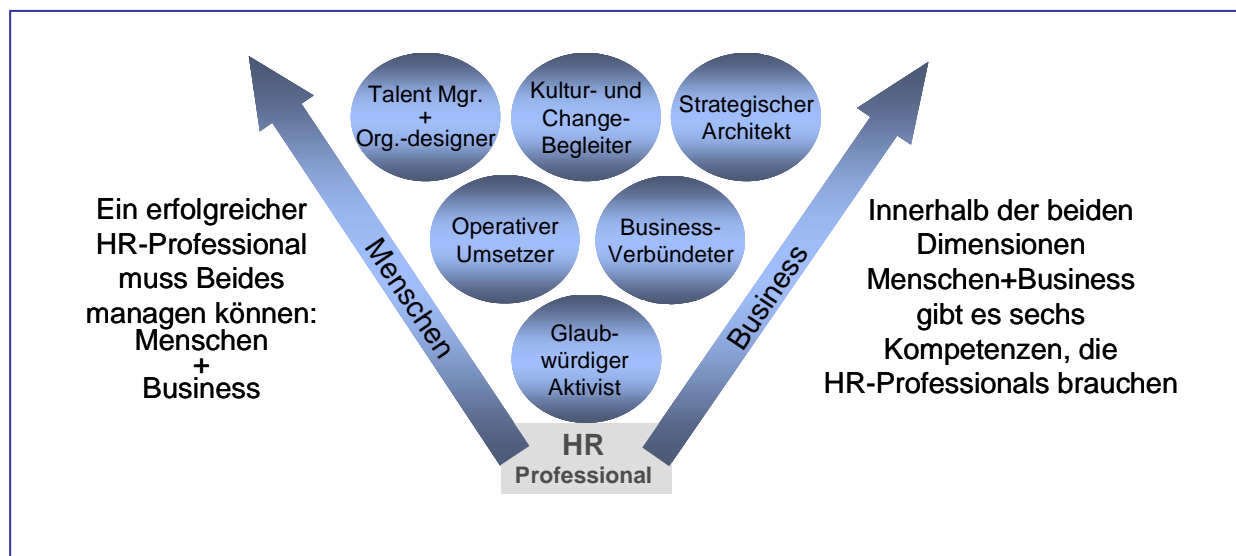 Talent Mgr.
+
Org.-designer
Kultur- und
Change-
Begleiter
Strategischer
Architekt
Operativer
Umsetzer
Business-
Verbündeter
Glaub-
würdiger
Aktivist
Menschen
Business
HR
Professional
Ein erfolgreicher
HR-Professional
muss Beides
managen können:
Menschen
+
Business
Innerhalb der beiden
Dimensionen
Menschen+Business
gibt es sechs
Kompetenzen, die
HR-Professionals brauchen